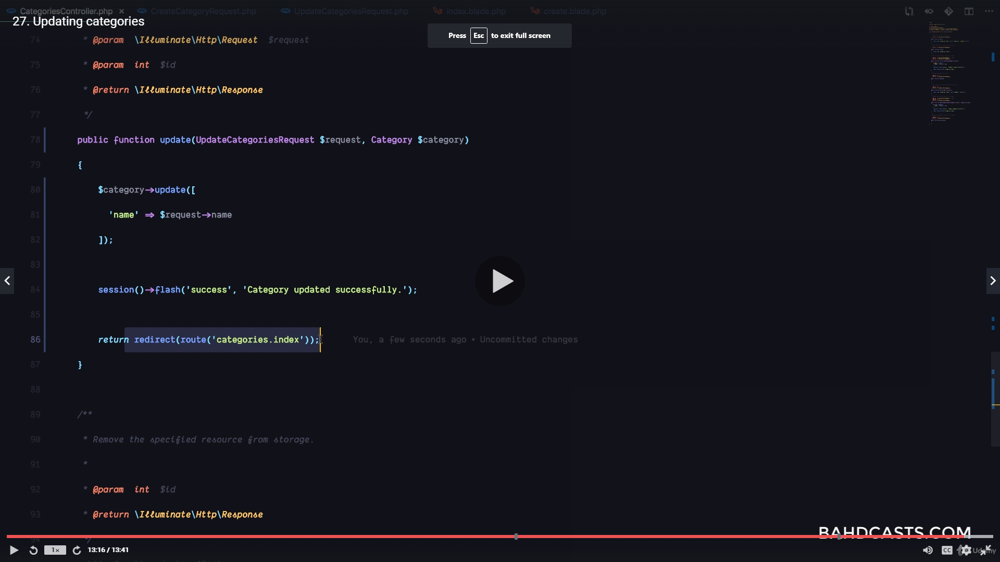 CategoriesController.php × CreateCategoryRequest.php UpdateCategoriesRequest.php index.blade.php create.blade.php
27. Updating categories
Press Esc to exit full screen
74 * @param \Illuminate\Http\Request $request
75 * @param int $id
76 * @return \Illuminate\Http\Response
77 */
78 public function update(UpdateCategoriesRequest $request, Category $category)
79 {
80 $category->update([
81 'name' => $request->name
82 ]);
83
84 session()->flash('success', 'Category updated successfully.');
85
86 return redirect(route('categories.index')); You, a few seconds ago • Uncommitted changes
87 }
88
89 /**
90 * Remove the specified resource from storage.
91 *
92 * @param int $id
93 * @return \Illuminate\Http\Response
94 */
BAHDCASTS.COM
1x 13:16 / 13:41 CC Udemy